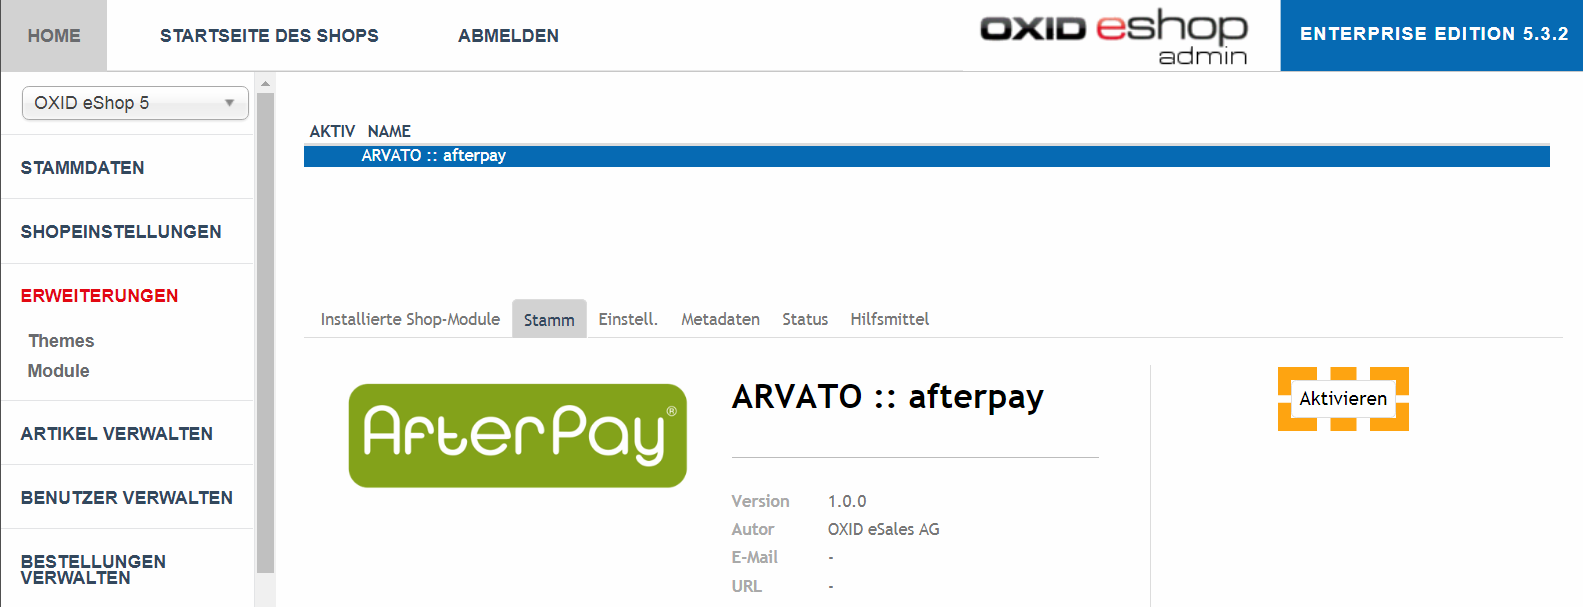 HOME STARTSEITE DES SHOPS ABMELDEN OXID eshop admin ENTERPRISE EDITION 5.3.2
OXID eShop 5
STAMMDATEN
SHOPEINSTELLUNGEN
ERWEITERUNGEN
Themes
Module
ARTIKEL VERWALTEN
BENUTZER VERWALTEN
BESTELLUNGEN
VERWALTEN
AKTIV NAME
ARVATO :: afterpay
Installierte Shop-Module Stamm Einstell. Metadaten Status Hilfsmittel
AfterPay®
ARVATO :: afterpay
Version 1.0.0
Autor OXID eSales AG
E-Mail -
URL -
Aktivieren